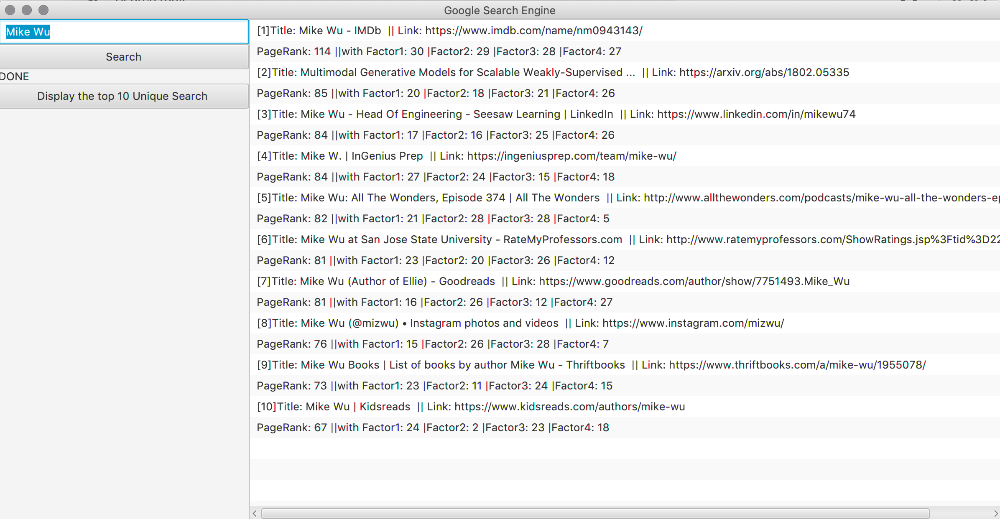 Google Search Engine
Mike Wu
Search
DONE
Display the top 10 Unique Search
[1]Title: Mike Wu - IMDb || Link: https://www.imdb.com/name/nm0943143/
PageRank: 114 ||with Factor1: 30 |Factor2: 29 |Factor3: 28 |Factor4: 27
[2]Title: Multimodal Generative Models for Scalable Weakly-Supervised ... || Link: https://arxiv.org/abs/1802.05335
PageRank: 85 ||with Factor1: 20 |Factor2: 18 |Factor3: 21 |Factor4: 26
[3]Title: Mike Wu - Head Of Engineering - Seesaw Learning | LinkedIn || Link: https://www.linkedin.com/in/mikewu74
PageRank: 84 ||with Factor1: 17 |Factor2: 16 |Factor3: 25 |Factor4: 26
[4]Title: Mike W. | InGenius Prep || Link: https://ingeniusprep.com/team/mike-wu/
PageRank: 84 ||with Factor1: 27 |Factor2: 24 |Factor3: 15 |Factor4: 18
[5]Title: Mike Wu: All The Wonders, Episode 374 | All The Wonders || Link: http://www.allthewonders.com/podcasts/mike-wu-all-the-wonders-ep
PageRank: 82 ||with Factor1: 21 |Factor2: 28 |Factor3: 28 |Factor4: 5
[6]Title: Mike Wu at San Jose State University - RateMyProfessors.com || Link: http://www.ratemyprofessors.com/ShowRatings.jsp%3Ftid%3D22
PageRank: 81 ||with Factor1: 23 |Factor2: 20 |Factor3: 26 |Factor4: 12
[7]Title: Mike Wu (Author of Ellie) - Goodreads || Link: https://www.goodreads.com/author/show/7751493.Mike_Wu
PageRank: 81 ||with Factor1: 16 |Factor2: 26 |Factor3: 12 |Factor4: 27
[8]Title: Mike Wu (@mizwu) • Instagram photos and videos || Link: https://www.instagram.com/mizwu/
PageRank: 76 ||with Factor1: 15 |Factor2: 26 |Factor3: 28 |Factor4: 7
[9]Title: Mike Wu Books | List of books by author Mike Wu - Thriftbooks || Link: https://www.thriftbooks.com/a/mike-wu/1955078/
PageRank: 73 ||with Factor1: 23 |Factor2: 11 |Factor3: 24 |Factor4: 15
[10]Title: Mike Wu | Kidsreads || Link: https://www.kidsreads.com/authors/mike-wu
PageRank: 67 ||with Factor1: 24 |Factor2: 2 |Factor3: 23 |Factor4: 18